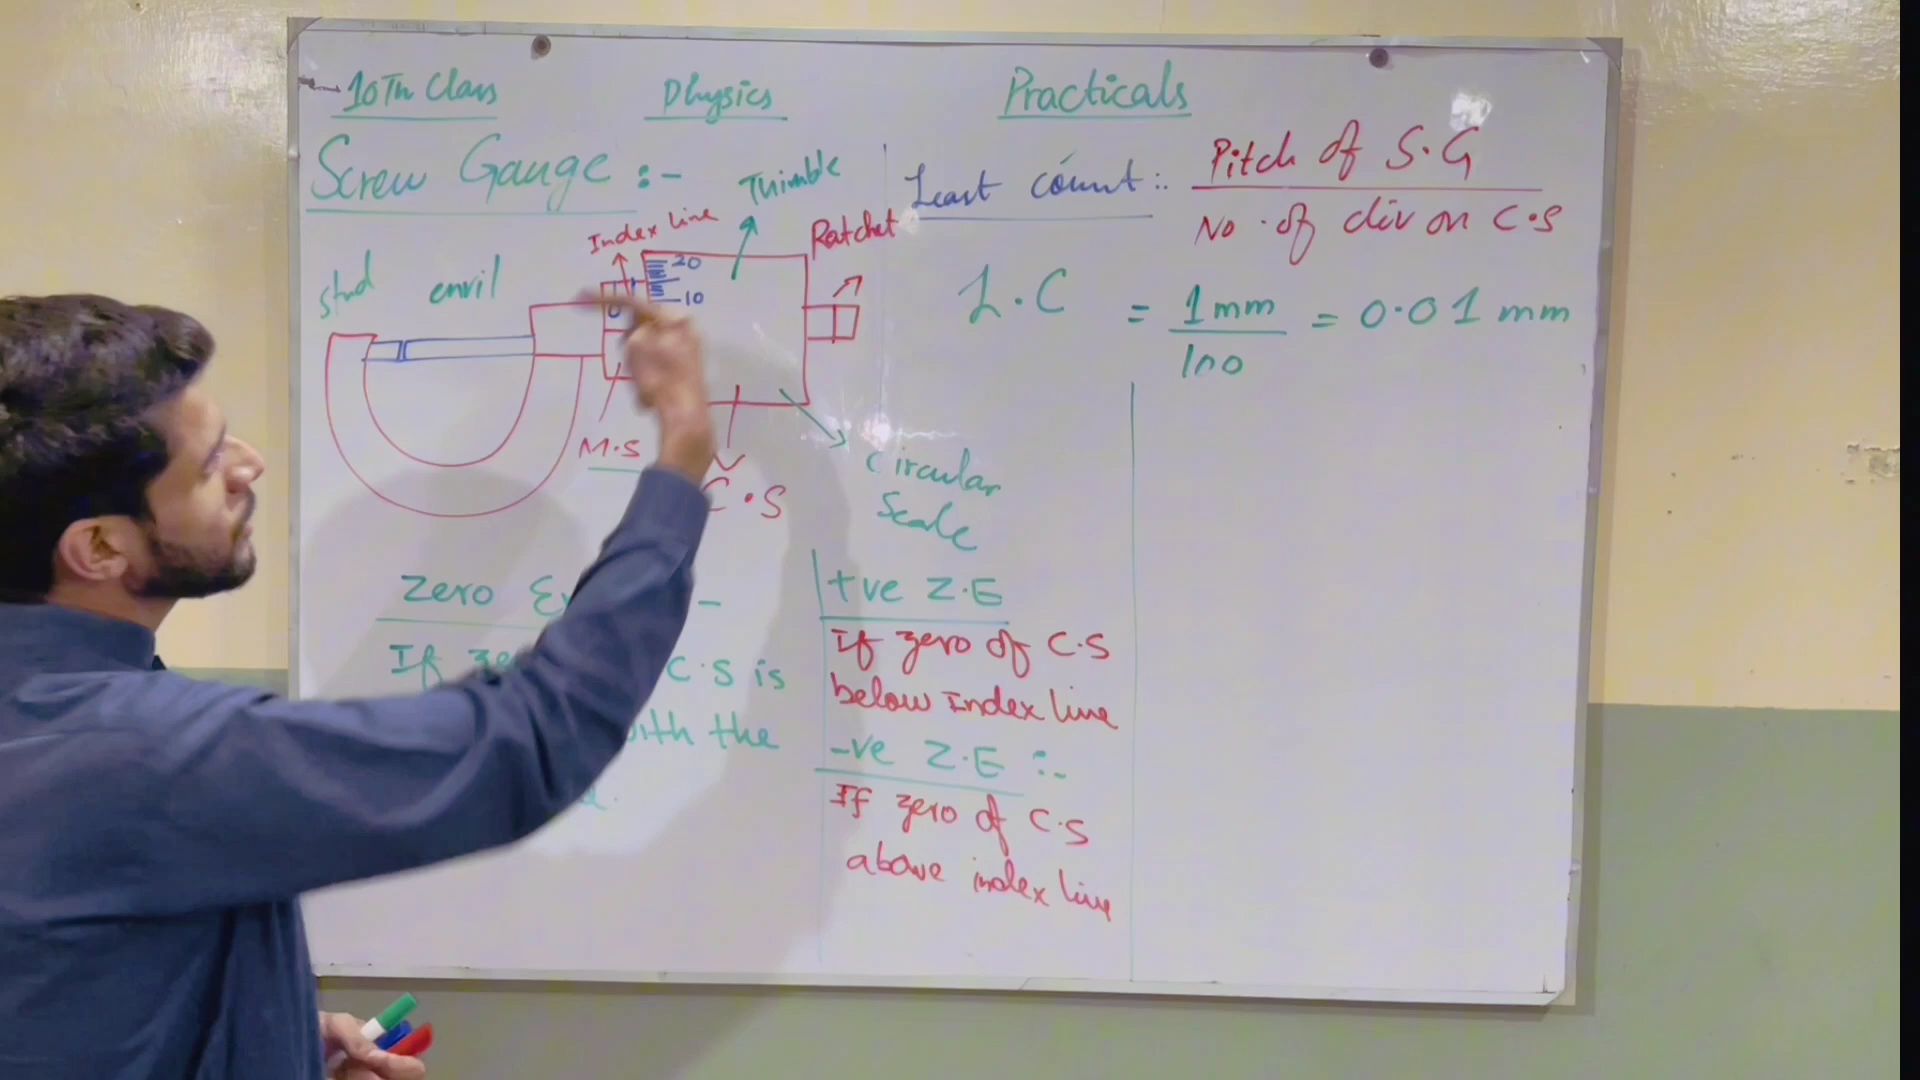 10Th Class Physics Practicals
Screw Gauge :-
Thimble
Index line
Ratchet
stud envil
20
10
0
M.S
C.S
Circular
Scale
Least count :.
Pitch of S.G
No. of div on C.S
L.C = 1 mm = 0.01 mm
100
Zero
If C.S is
with the
+ve Z.E
If zero of C.S
below Index line
-ve Z.E :-
If zero of C.S
above index line